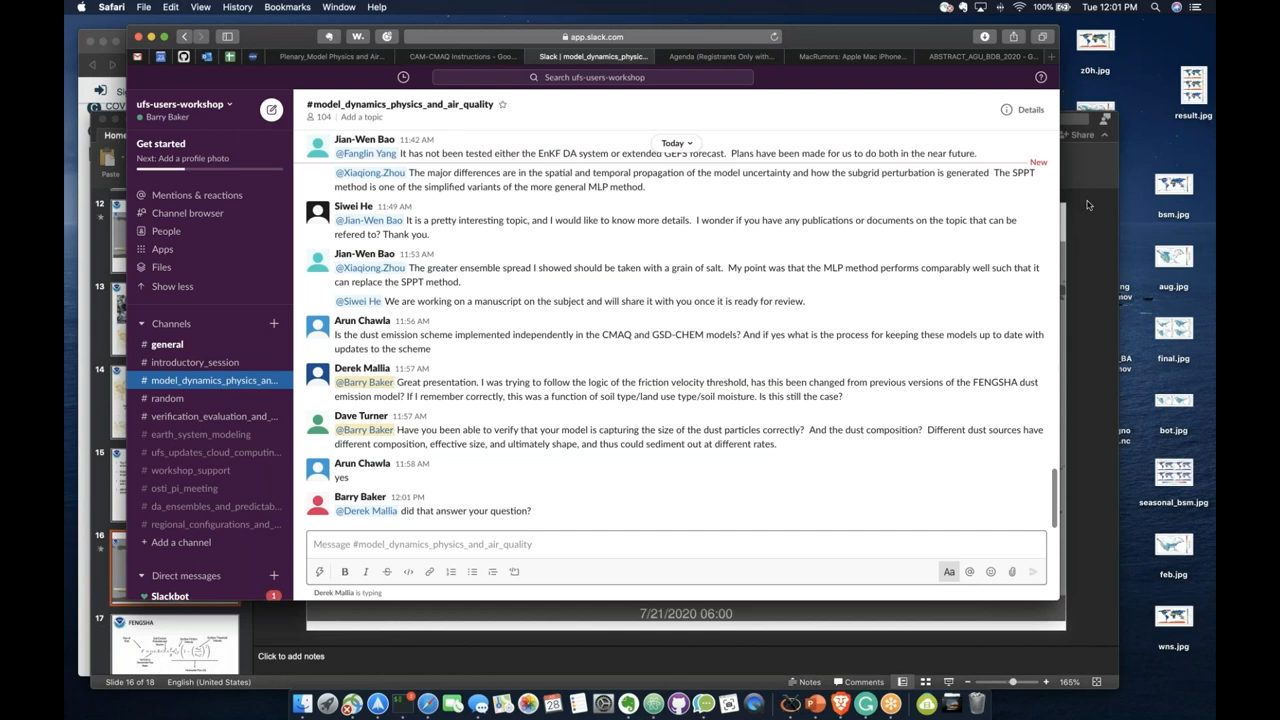 Safari File Edit View History Bookmarks Window Help
100% Tue 12:01 PM
app.slack.com
Plenary_Model Physics and Air... CAM-CMAQ Instructions - Goo... Slack | model_dynamics_physic... Agenda (Registrants Only with... MacRumors: Apple Mac iPhone... ABSTRACT_AGU_BDB_2020 - G...
Search ufs-users-workshop
ufs-users-workshop
Barry Baker
Get started
Next: Add a profile photo
Mentions & reactions
Channel browser
People
Apps
Files
Show less
Channels
general
# introductory_session
# model_dynamics_physics_an...
# random
# verification_evaluation_and_...
# earth_system_modeling
# ufs_updates_cloud_computin...
# workshop_support
# osti_pi_meeting
# da_ensembles_and_predictab...
# regional_configurations_and_...
+ Add a channel
Direct messages
Slackbot 1
#model_dynamics_physics_and_air_quality
104 | Add a topic
Details
Today
New
Jian-Wen Bao 11:42 AM
@Fanglin Yang It has not been tested either the EnKF DA system or extended GEFS forecast. Plans have been made for us to do both in the near future.
@Xiaqiong.Zhou The major differences are in the spatial and temporal propagation of the model uncertainty and how the subgrid perturbation is generated The SPPT
method is one of the simplified variants of the more general MLP method.
Siwei He 11:49 AM
@Jian-Wen Bao It is a pretty interesting topic, and I would like to know more details. I wonder if you have any publications or documents on the topic that can be
refered to? Thank you.
Jian-Wen Bao 11:53 AM
@Xiaqiong.Zhou The greater ensemble spread I showed should be taken with a grain of salt. My point was that the MLP method performs comparably well such that it
can replace the SPPT method.
@Siwei He We are working on a manuscript on the subject and will share it with you once it is ready for review.
Arun Chawla 11:56 AM
Is the dust emission scheme implemented independently in the CMAQ and GSD-CHEM models? And if yes what is the process for keeping these models up to date with
updates to the scheme
Derek Mallia 11:57 AM
@Barry Baker Great presentation. I was trying to follow the logic of the friction velocity threshold, has this been changed from previous versions of the FENGSHA dust
emission model? If I remember correctly, this was a function of soil type/land use type/soil moisture. Is this still the case?
Dave Turner 11:57 AM
@Barry Baker Have you been able to verify that your model is capturing the size of the dust particles correctly? And the dust composition? Different dust sources have
different composition, effective size, and ultimately shape, and thus could sediment out at different rates.
Arun Chawla 11:58 AM
yes
Barry Baker 12:01 PM
@Derek Mallia did that answer your question?
Message #model_dynamics_physics_and_air_quality
Derek Mallia is typing
Home
Paste
Share
12
13
14
15
16
17
FENGSHA
7/21/2020 06:00
Click to add notes
Slide 16 of 18 English (United States)
Notes Comments 165%
z0h.jpg
result.jpg
bsm.jpg
aug.jpg
final.jpg
bot.jpg
seasonal_bsm.jpg
feb.jpg
wns.jpg